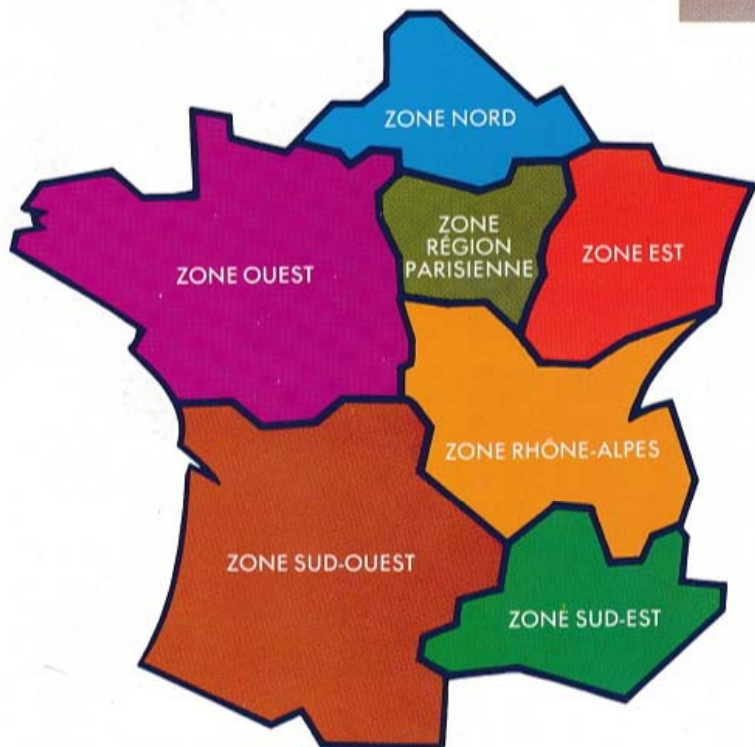 ZONE NORD
ZONE
RÉGION
PARISIENNE
ZONE EST
ZONE OUEST
ZONE RHÔNE-ALPES
ZONE SUD-OUEST
ZONE SUD-EST